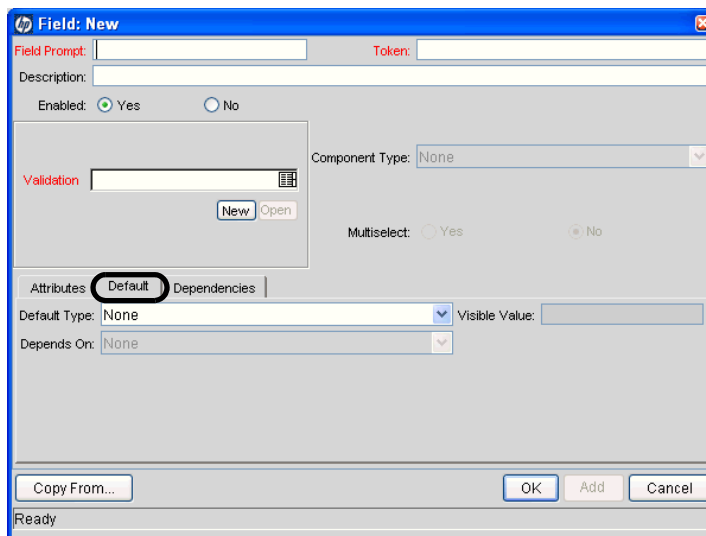 hp Field: New
Field Prompt: Token:
Description:
Enabled: Yes No
Component Type: None
Validation
New Open
Multiselect: Yes No
Attributes Default Dependencies
Default Type: None Visible Value:
Depends On: None
Copy From... OK Add Cancel
Ready